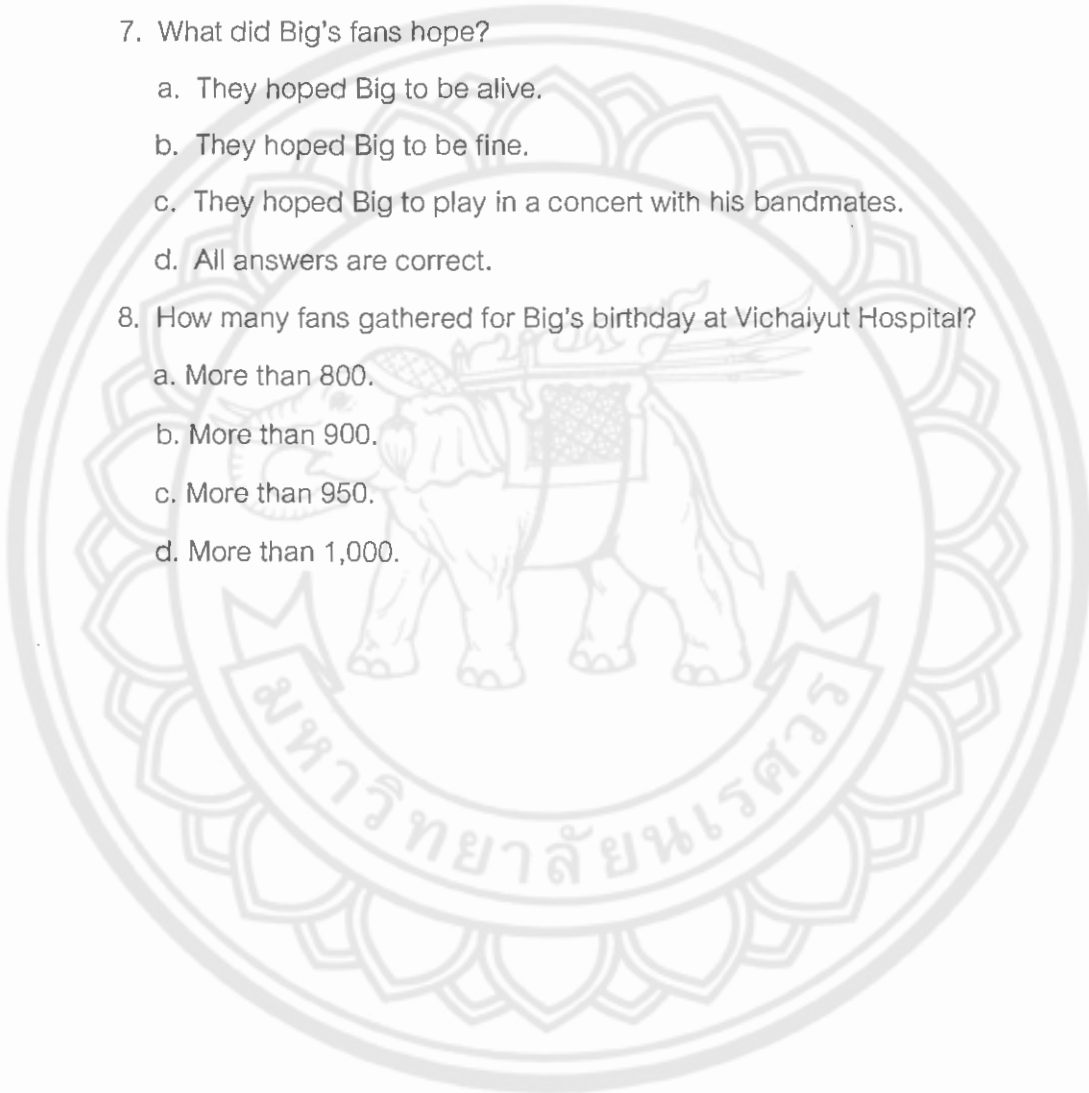 7. What did Big's fans hope?
a. They hoped Big to be alive.
b. They hoped Big to be fine.
c. They hoped Big to play in a concert with his bandmates.
d. All answers are correct.
8. How many fans gathered for Big's birthday at Vichaiyut Hospital?
a. More than 800.
b. More than 900.
c. More than 950.
d. More than 1,000.
มหาวิทยาลัยนเรศวร